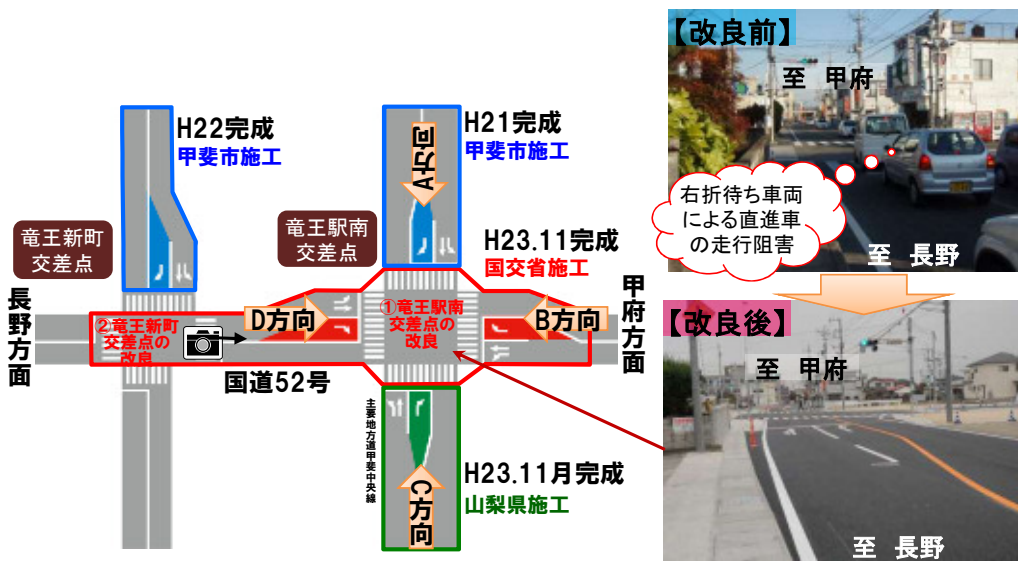 H22完成
甲斐市施工
竜王新町
交差点
H21完成
甲斐市施工
A方向
竜王駅南
交差点
H23.11完成
国交省施工
長野方面
②竜王新町
交差点の
改良
D方向
①竜王駅南
交差点の
改良
B方向
甲府方面
国道52号
主要地方道甲斐中央線
C方向
H23.11月完成
山梨県施工
【改良前】
至 甲府
右折待ち車両
による直進車
の走行阻害
至 長野
【改良後】
至 甲府
至 長野